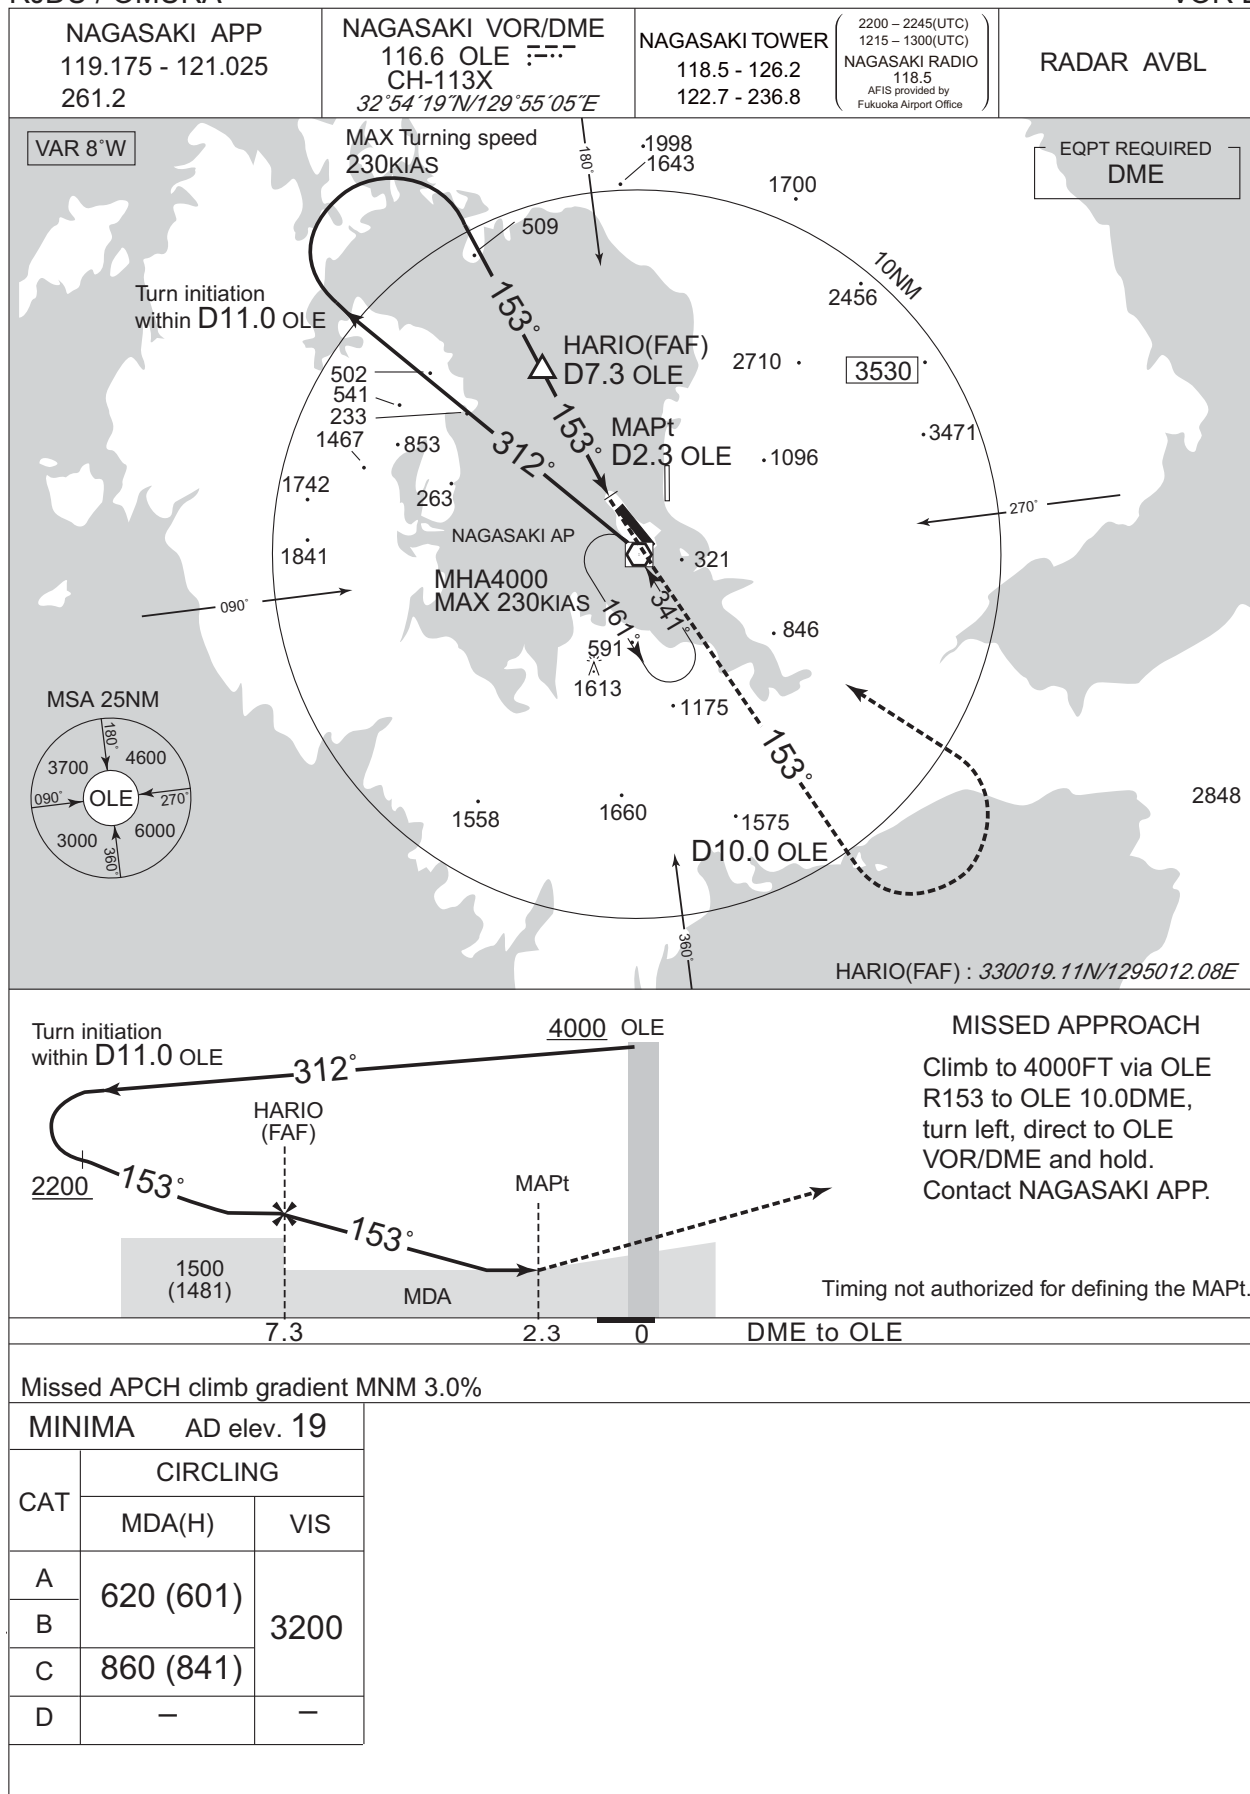 NAGASAKI APP
119.175 - 121.025
261.2
NAGASAKI VOR/DME
116.6 OLE
CH-113X
32°54´19˝N/129°55´05˝E
NAGASAKI TOWER
118.5 - 126.2
122.7 - 236.8
2200 – 2245(UTC)
1215 – 1300(UTC)
NAGASAKI RADIO
118.5
AFIS provided by
Fukuoka Airport Office
RADAR AVBL
VAR 8°W
MAX Turning speed
230KIAS
180°
1998
1643
1700
EQPT REQUIRED
DME
509
10NM
2456
Turn initiation
within D11.0 OLE
153°
HARIO(FAF)
D7.3 OLE
2710
3530
502
541
233
1467
853
153°
MAPt
D2.3 OLE
312°
1096
3471
1742
263
270°
NAGASAKI AP
1841
321
MHA4000
MAX 230KIAS
090°
161°
341°
591
846
1613
MSA 25NM
1175
180°
3700
4600
090°
OLE
270°
3000
6000
360°
153°
2848
1558
1660
1575
D10.0 OLE
360°
HARIO(FAF) : 330019.11N/1295012.08E
Turn initiation
within D11.0 OLE
4000 OLE
312°
HARIO
(FAF)
2200
153°
MAPt
153°
1500
(1481)
MDA
7.3
2.3
0
DME to OLE
MISSED APPROACH
Climb to 4000FT via OLE
R153 to OLE 10.0DME,
turn left, direct to OLE
VOR/DME and hold.
Contact NAGASAKI APP.
Timing not authorized for defining the MAPt.
Missed APCH climb gradient MNM 3.0%
MINIMA AD elev. 19
CAT
CIRCLING
MDA(H)
VIS
A
620 (601)
B
3200
C
860 (841)
D
–
–